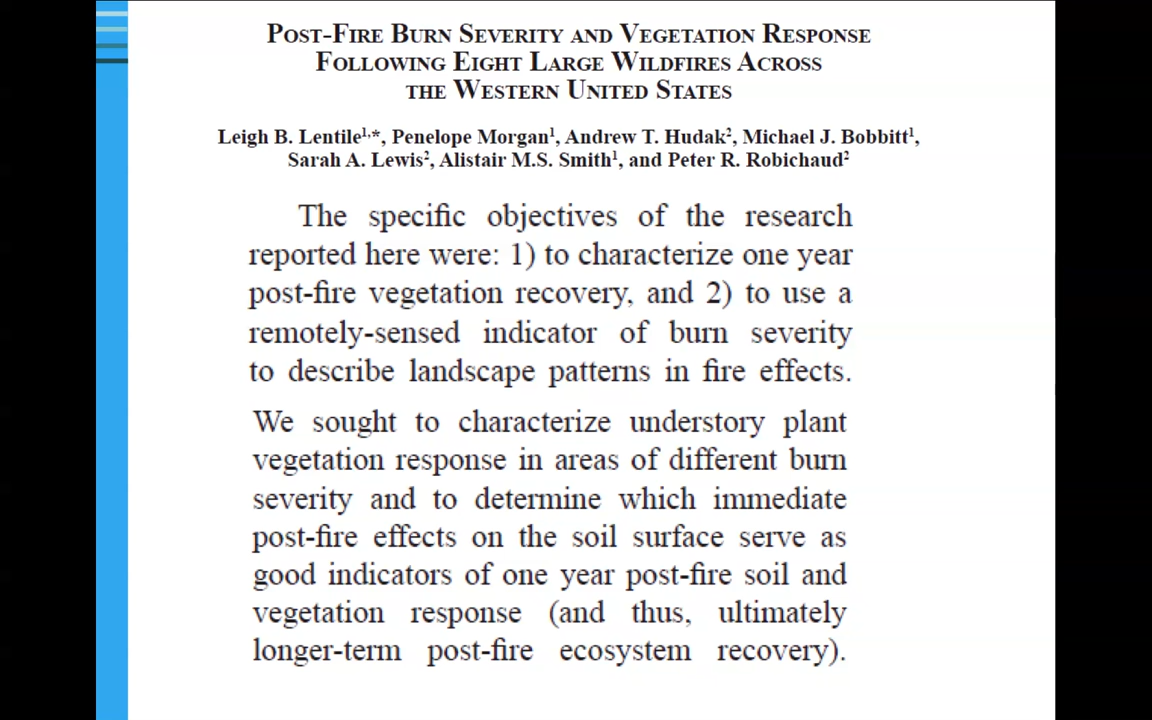 Post-Fire Burn Severity and Vegetation Response
Following Eight Large Wildfires Across
the Western United States
Leigh B. Lentile¹,*, Penelope Morgan¹, Andrew T. Hudak², Michael J. Bobbitt¹,
Sarah A. Lewis², Alistair M.S. Smith¹, and Peter R. Robichaud²
The specific objectives of the research
reported here were: 1) to characterize one year
post-fire vegetation recovery, and 2) to use a
remotely-sensed indicator of burn severity
to describe landscape patterns in fire effects.
We sought to characterize understory plant
vegetation response in areas of different burn
severity and to determine which immediate
post-fire effects on the soil surface serve as
good indicators of one year post-fire soil and
vegetation response (and thus, ultimately
longer-term post-fire ecosystem recovery).